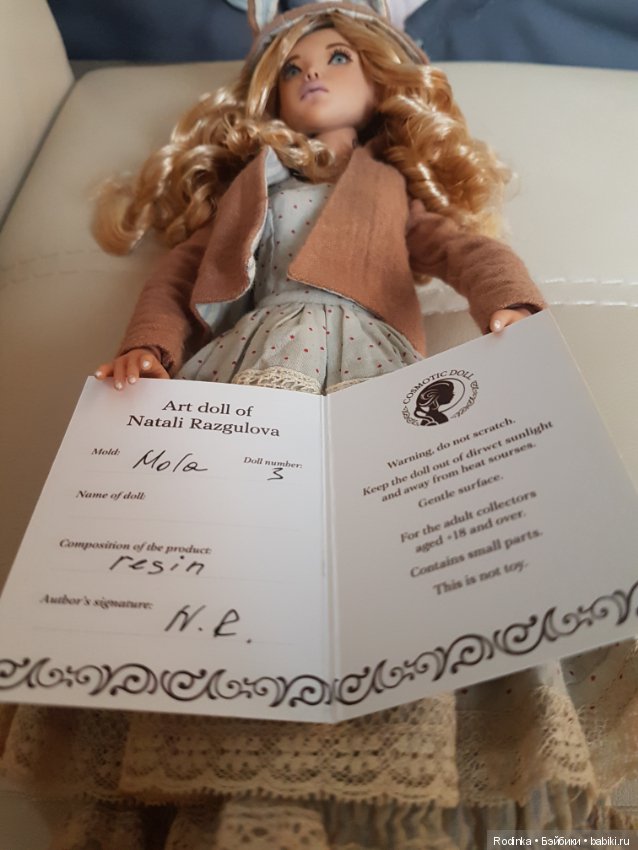 Art doll of
Natali Razgulova
Mold: Mola
Doll number: 3
Name of doll:
Composition of the product:
resin
Author's signature:
N.R.
COSMOTIC DOLL
Warning, do not scratch.
Keep the doll out of dirwct sunlight
and away from heat sourses.
Gentle surface.
For the adult collectors
aged +18 and over.
Contains small parts.
This is not toy.
Rodinka • Бэйбики • babiki.ru